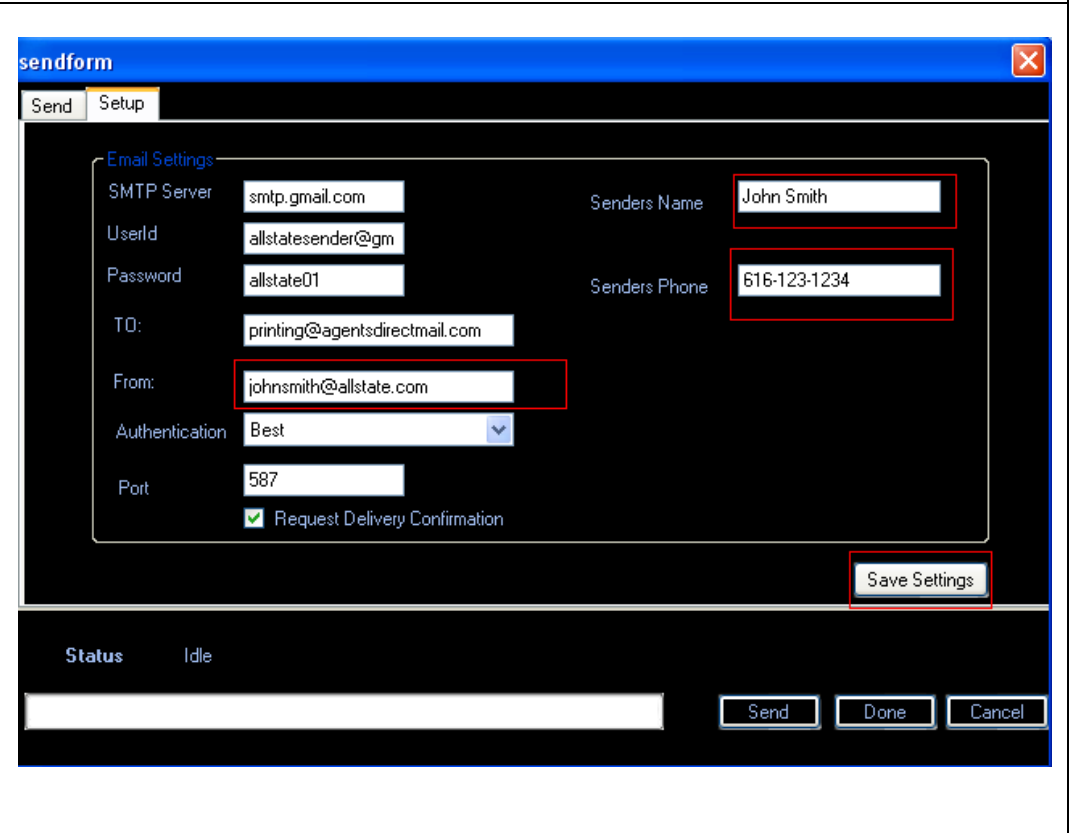 sendform
Send Setup
Email Settings
SMTP Server smtp.gmail.com Senders Name John Smith
UserId allstatesender@gm
Password allstate01 Senders Phone 616-123-1234
TO: printing@agentsdirectmail.com
From: johnsmith@allstate.com
Authentication Best
Port 587
Request Delivery Confirmation
Save Settings
Status Idle
Send Done Cancel